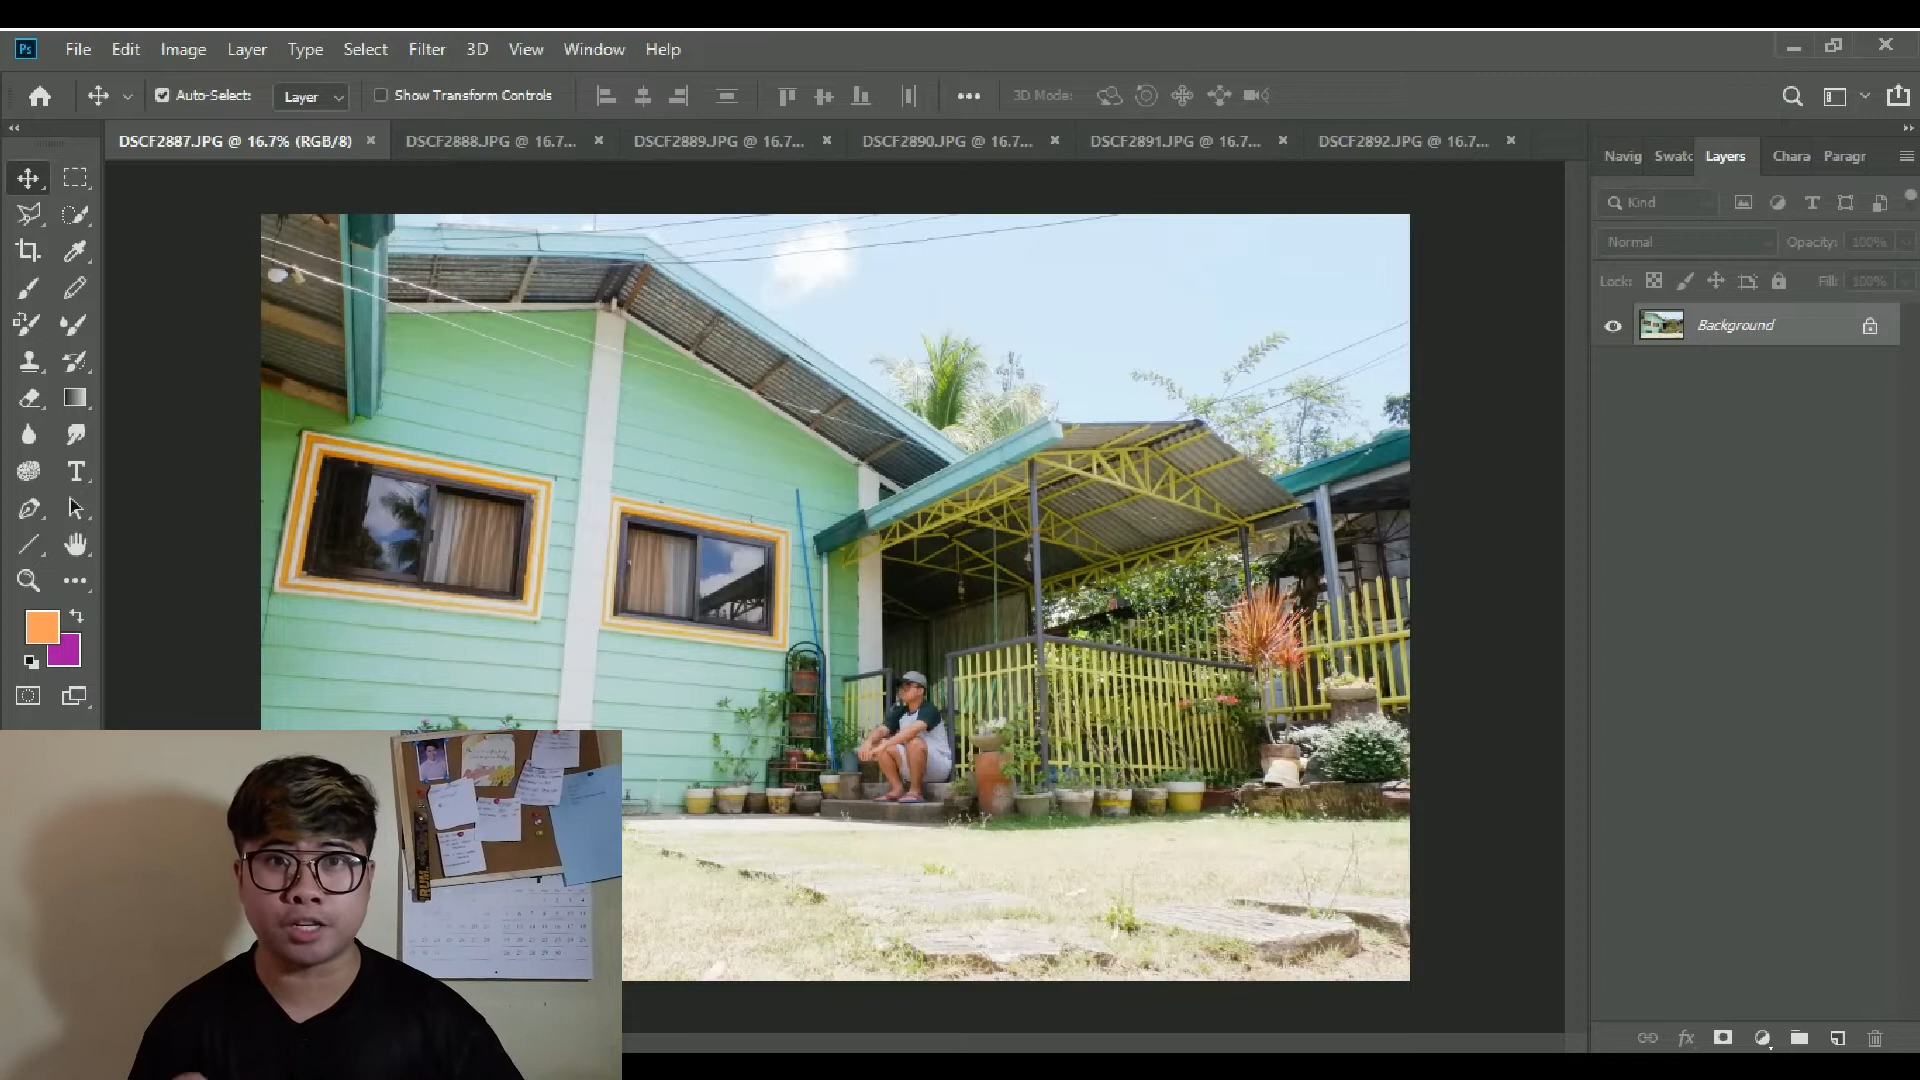 Ps File Edit Image Layer Type Select Filter 3D View Window Help
Auto-Select: Layer Show Transform Controls 3D Mode:
DSCF2887.JPG @ 16.7% (RGB/8) × DSCF2888.JPG @ 16.7... × DSCF2889.JPG @ 16.7... × DSCF2890.JPG @ 16.7... × DSCF2891.JPG @ 16.7... × DSCF2892.JPG @ 16.7... ×
Navig Swatc Layers Chara Paragr
Kind
Normal Opacity: 100%
Lock: Fill: 100%
Background
fx